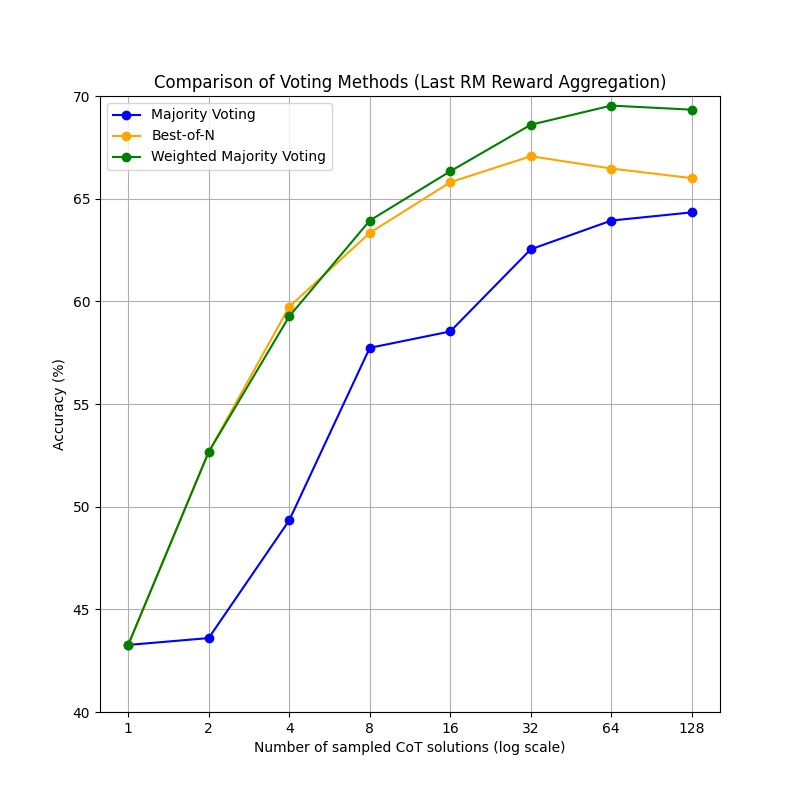 Comparison of Voting Methods (Last RM Reward Aggregation)
Majority Voting
Best-of-N
Weighted Majority Voting
70
65
60
55
50
45
40
Accuracy (%)
1 2 4 8 16 32 64 128
Number of sampled CoT solutions (log scale)